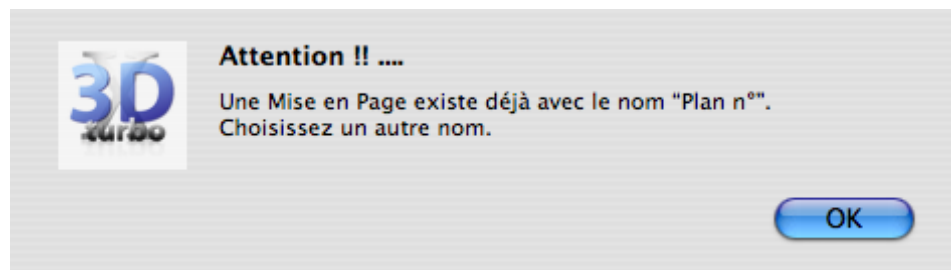 3D
turbo
Attention !! ....
Une Mise en Page existe déjà avec le nom “Plan n°”.
Choisissez un autre nom.
OK